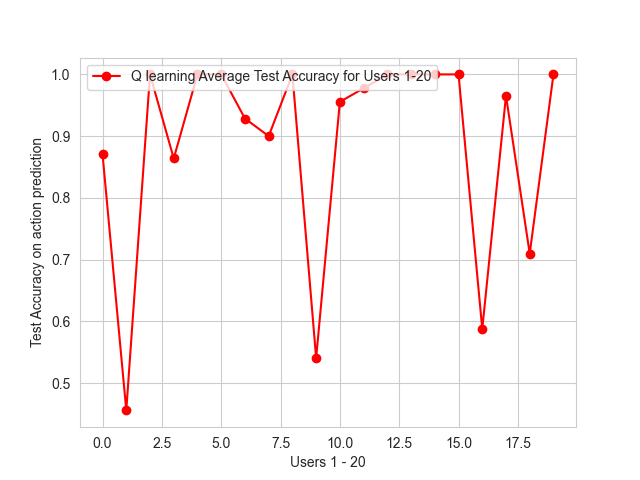 Q learning Average Test Accuracy for Users 1-20
1.0
0.9
0.8
0.7
0.6
0.5
Test Accuracy on action prediction
0.0 2.5 5.0 7.5 10.0 12.5 15.0 17.5
Users 1 - 20